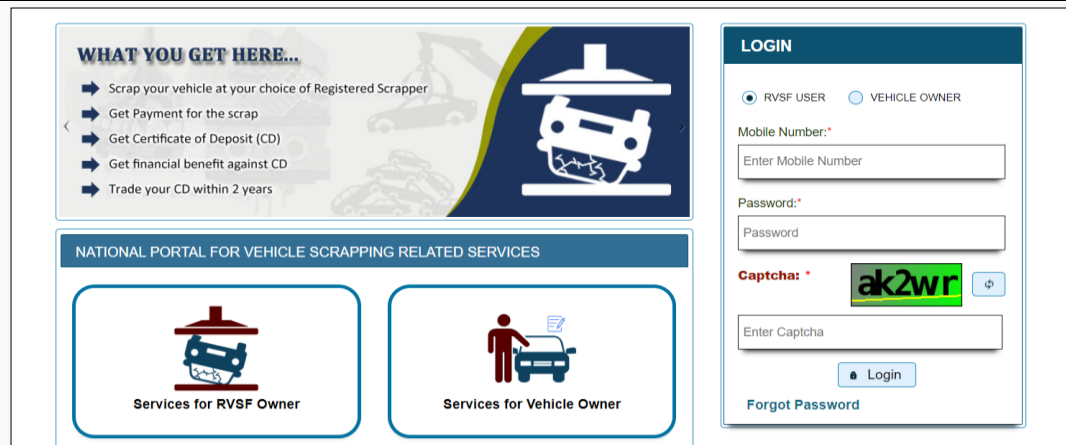 WHAT YOU GET HERE...
Scrap your vehicle at your choice of Registered Scrapper
Get Payment for the scrap
Get Certificate of Deposit (CD)
Get financial benefit against CD
Trade your CD within 2 years
NATIONAL PORTAL FOR VEHICLE SCRAPPING RELATED SERVICES
Services for RVSF Owner
Services for Vehicle Owner
LOGIN
RVSF USER VEHICLE OWNER
Mobile Number:*
Enter Mobile Number
Password:*
Password
Captcha: * ak2wr
Enter Captcha
Login
Forgot Password